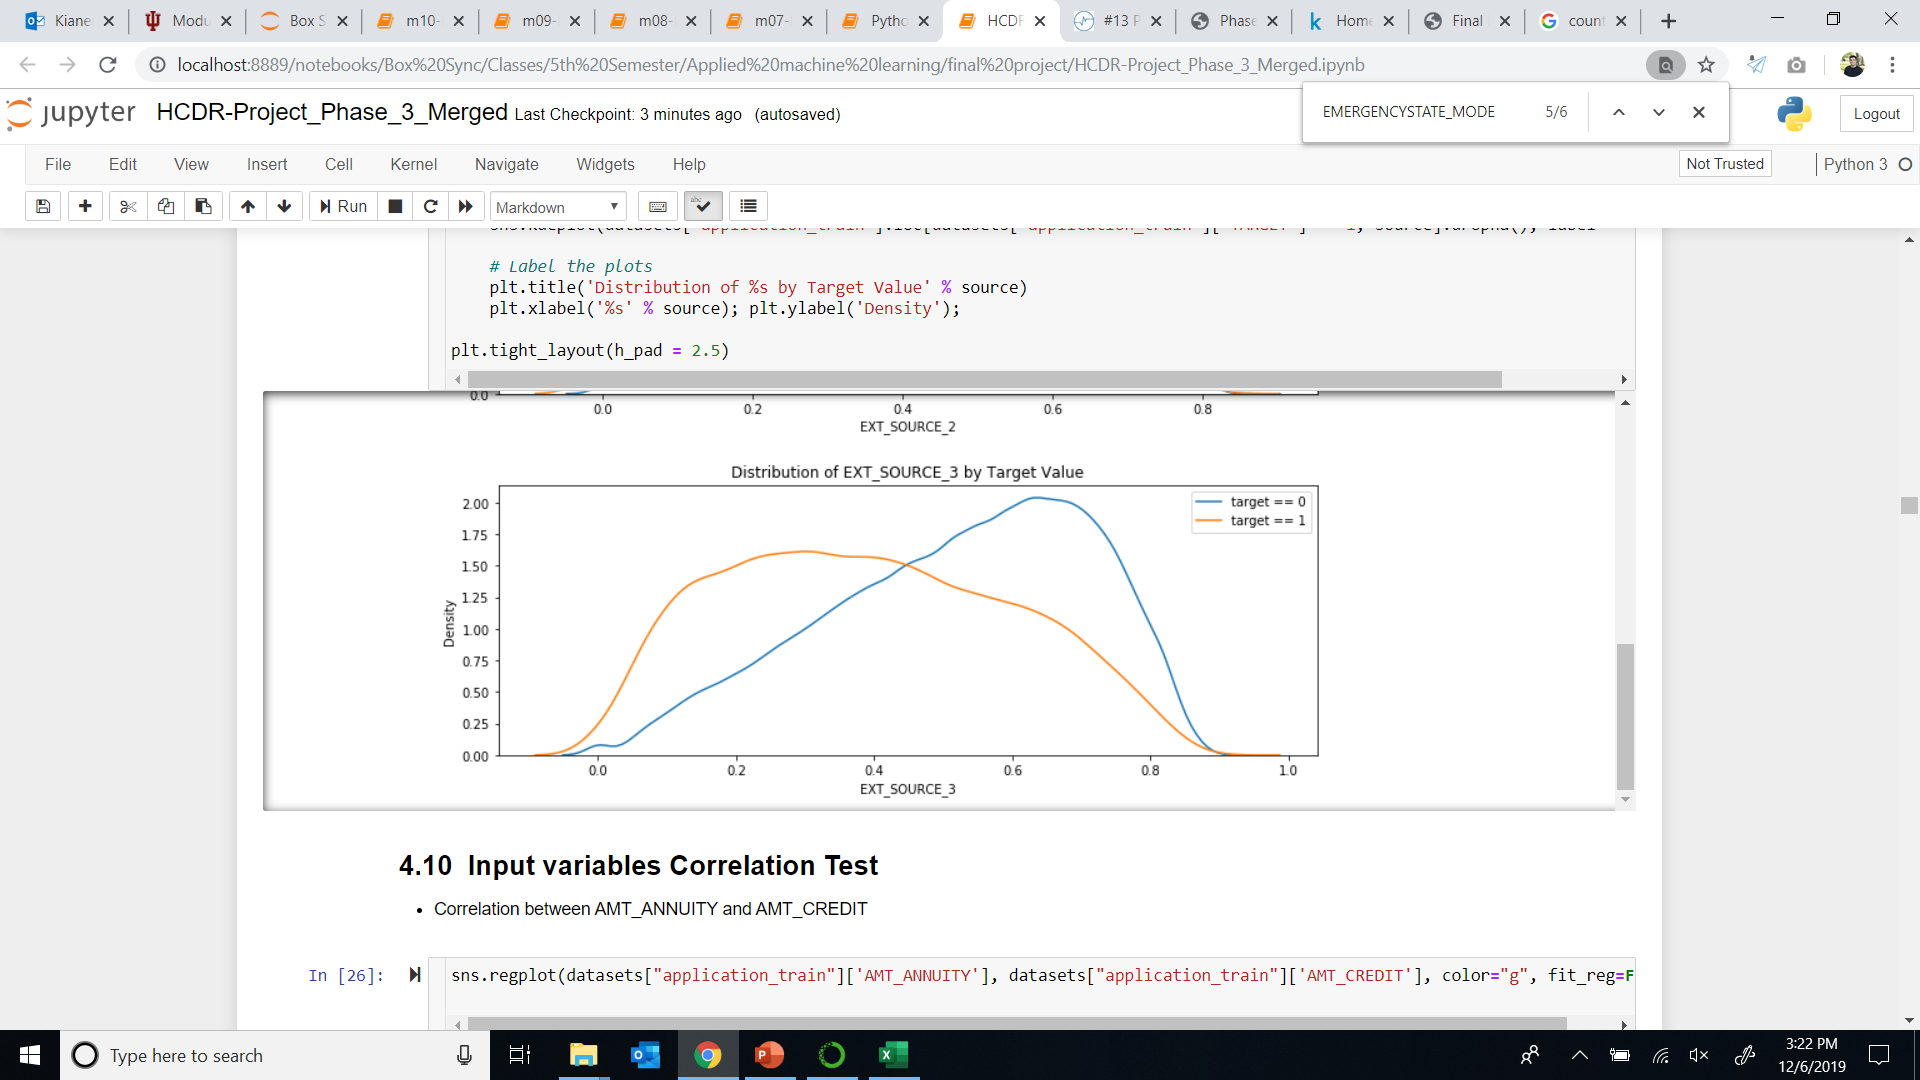 Kiane
Modu
Box S
m10-
m09-
m08-
m07-
Pytho
HCDR
#13 P
Phase
Home
Final
count
localhost:8889/notebooks/Box%20Sync/Classes/5th%20Semester/Applied%20machine%20learning/final%20project/HCDR-Project_Phase_3_Merged.ipynb
EMERGENCYSTATE_MODE 5/6
jupyter HCDR-Project_Phase_3_Merged Last Checkpoint: 3 minutes ago (autosaved)
Logout
File Edit View Insert Cell Kernel Navigate Widgets Help
Not Trusted
Python 3
Run
Markdown
# Label the plots
plt.title('Distribution of %s by Target Value' % source)
plt.xlabel('%s' % source); plt.ylabel('Density');
plt.tight_layout(h_pad = 2.5)
0.0
0.0 0.2 0.4 0.6 0.8
EXT_SOURCE_2
Distribution of EXT_SOURCE_3 by Target Value
target == 0
target == 1
2.00
1.75
1.50
1.25
1.00
0.75
0.50
0.25
0.00
Density
0.0 0.2 0.4 0.6 0.8 1.0
EXT_SOURCE_3
4.10 Input variables Correlation Test
• Correlation between AMT_ANNUITY and AMT_CREDIT
In [26]:
sns.regplot(datasets["application_train"]['AMT_ANNUITY'], datasets["application_train"]['AMT_CREDIT'], color="g", fit_reg=F
Type here to search
3:22 PM
12/6/2019